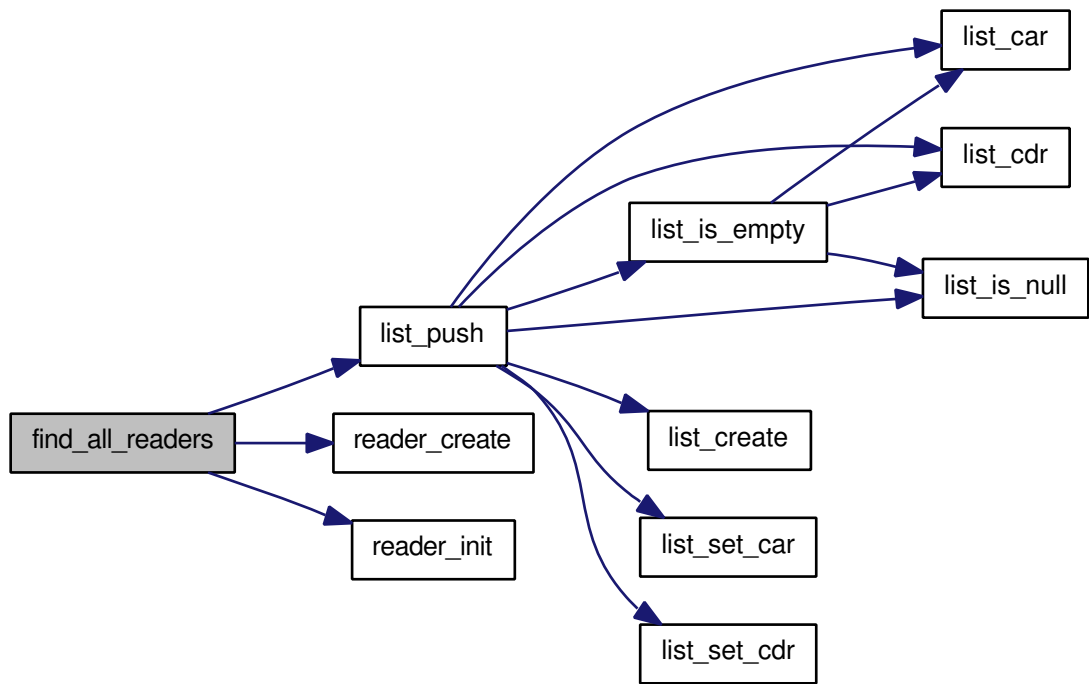 find_all_readers
list_push
reader_create
reader_init
list_is_empty
list_create
list_set_car
list_set_cdr
list_car
list_cdr
list_is_null